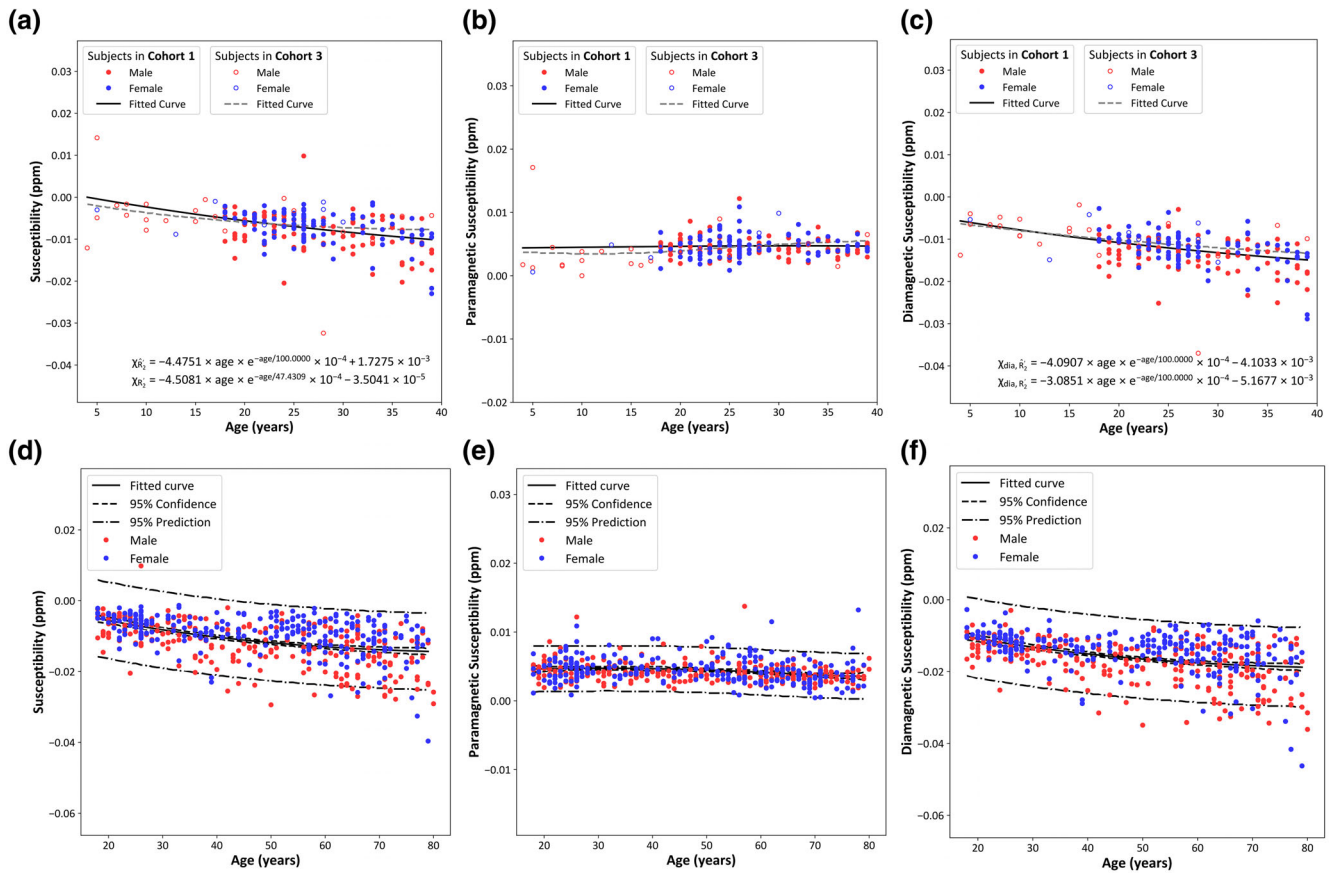 (a)
Subjects in Cohort 1
Male
Female
Fitted Curve
Subjects in Cohort 3
Male
Female
Fitted Curve
0.03
0.02
0.01
0.00
−0.01
−0.02
−0.03
−0.04
Susceptibility (ppm)
χR̂₂′ = −4.4751 × age × e^−age/100.0000 × 10⁻⁴ + 1.7275 × 10⁻³
χR₂′ = −4.5081 × age × e^−age/47.4309 × 10⁻⁴ − 3.5041 × 10⁻⁵
5 10 15 20 25 30 35 40
Age (years)
(b)
Subjects in Cohort 1
Male
Female
Fitted Curve
Subjects in Cohort 3
Male
Female
Fitted Curve
0.03
0.02
0.01
0.00
−0.01
−0.02
Paramagnetic Susceptibility (ppm)
5 10 15 20 25 30 35 40
Age (years)
(c)
Subjects in Cohort 1
Male
Female
Fitted Curve
Subjects in Cohort 3
Male
Female
Fitted Curve
0.03
0.02
0.01
0.00
−0.01
−0.02
−0.03
−0.04
Diamagnetic Susceptibility (ppm)
χdia, R̂₂′ = −4.0907 × age × e^−age/100.0000 × 10⁻⁴ − 4.1033 × 10⁻³
χdia, R₂′ = −3.0851 × age × e^−age/100.0000 × 10⁻⁴ − 5.1677 × 10⁻³
5 10 15 20 25 30 35 40
Age (years)
(d)
Fitted curve
95% Confidence
95% Prediction
Male
Female
0.02
0.00
−0.02
−0.04
−0.06
Susceptibility (ppm)
20 30 40 50 60 70 80
Age (years)
(e)
Fitted curve
95% Confidence
95% Prediction
Male
Female
0.03
0.02
0.01
0.00
−0.01
Paramagnetic Susceptibility (ppm)
20 30 40 50 60 70 80
Age (years)
(f)
Fitted curve
95% Confidence
95% Prediction
Male
Female
0.02
0.00
−0.02
−0.04
−0.06
Diamagnetic Susceptibility (ppm)
20 30 40 50 60 70 80
Age (years)